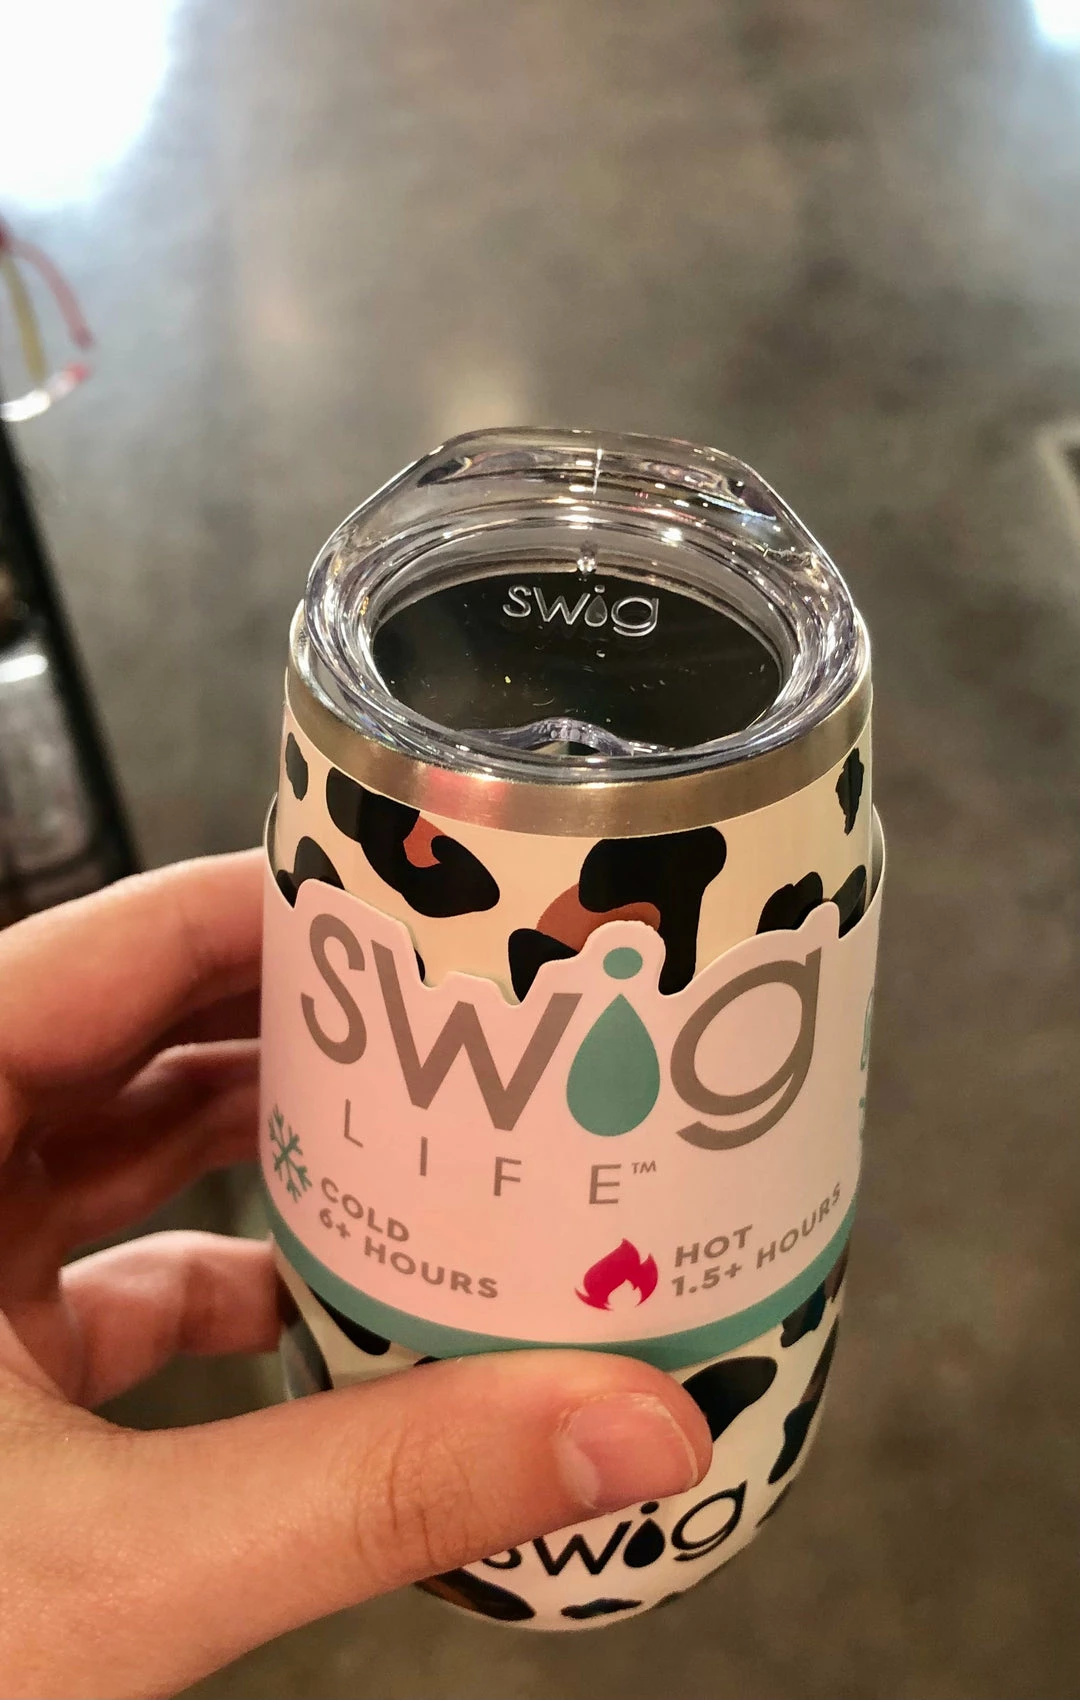 swig
swig
LIFE™
COLD
6+ HOURS
HOT
1.5+ HOURS
swig